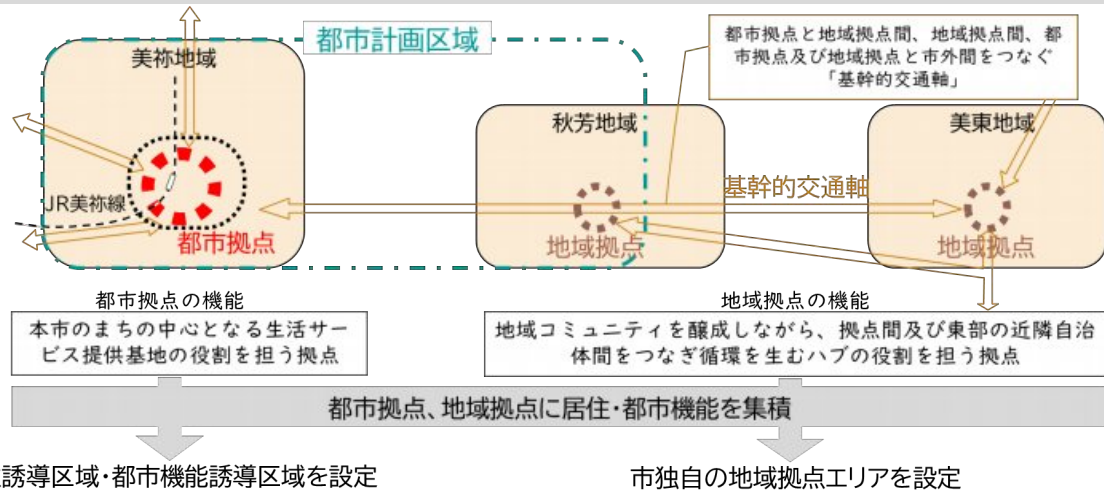 都市計画区域
美祢地域
都市拠点と地域拠点間、地域拠点間、都
市拠点及び地域拠点と市外間をつなぐ
「基幹的交通軸」
秋芳地域
美東地域
JR美祢線
基幹的交通軸
都市拠点
地域拠点
地域拠点
都市拠点の機能
本市のまちの中心となる生活サー
ビス提供基地の役割を担う拠点
地域拠点の機能
地域コミュニティを醸成しながら、拠点間及び東部の近隣自治
体間をつなぎ循環を生むハブの役割を担う拠点
都市拠点、地域拠点に居住・都市機能を集積
誘導区域・都市機能誘導区域を設定
市独自の地域拠点エリアを設定